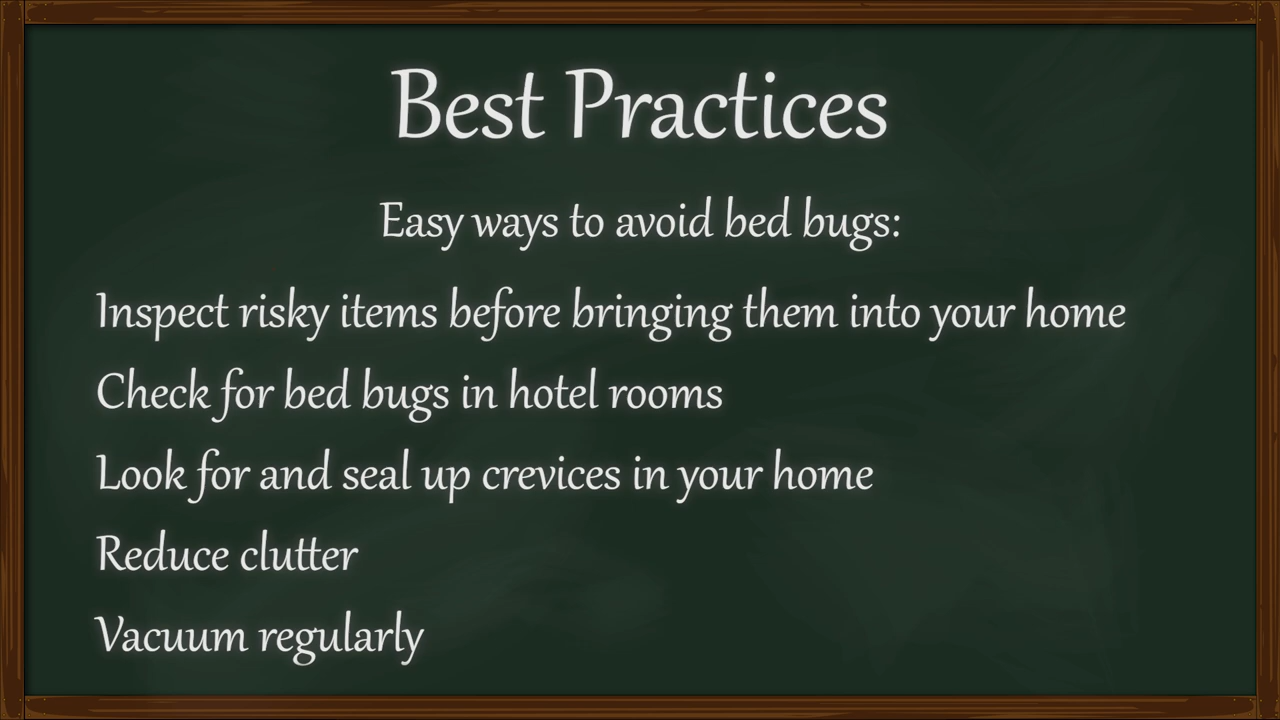 Best Practices
Easy ways to avoid bed bugs:
Inspect risky items before bringing them into your home
Check for bed bugs in hotel rooms
Look for and seal up crevices in your home
Reduce clutter
Vacuum regularly